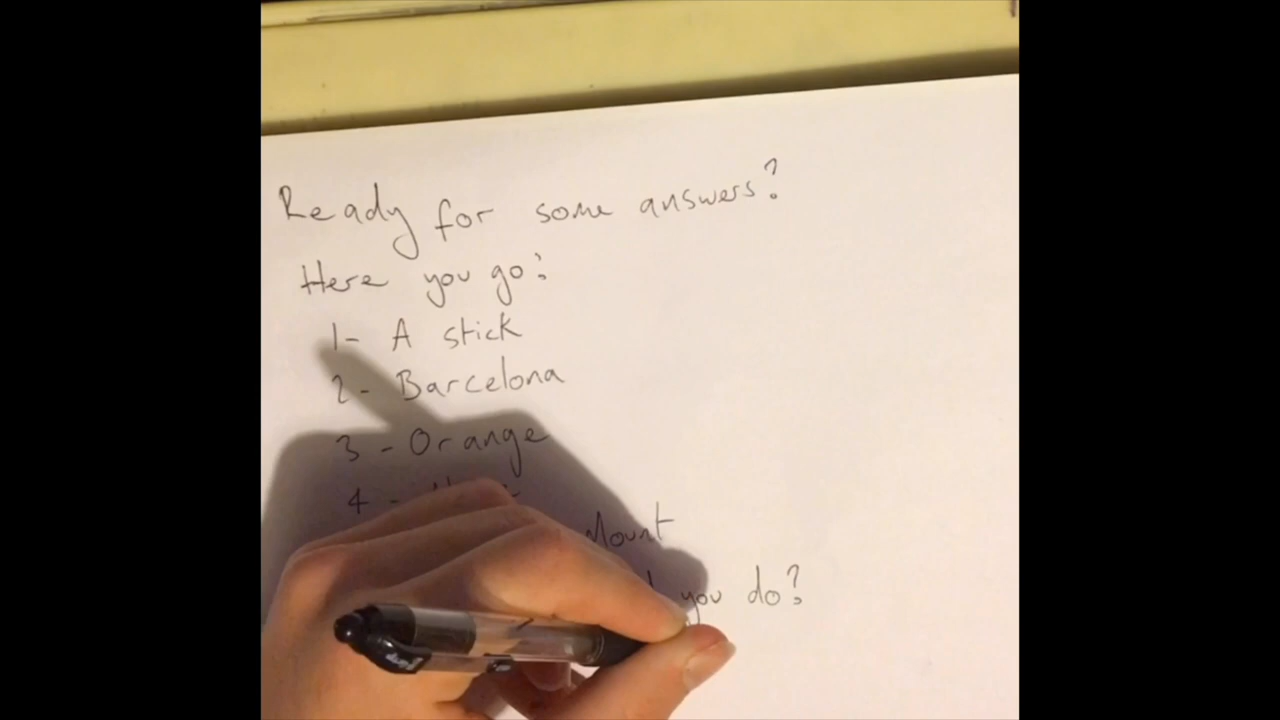 Ready for some answers?
Here you go:
1- A stick
2- Barcelona
3- Orange
4-
Mount
you do?